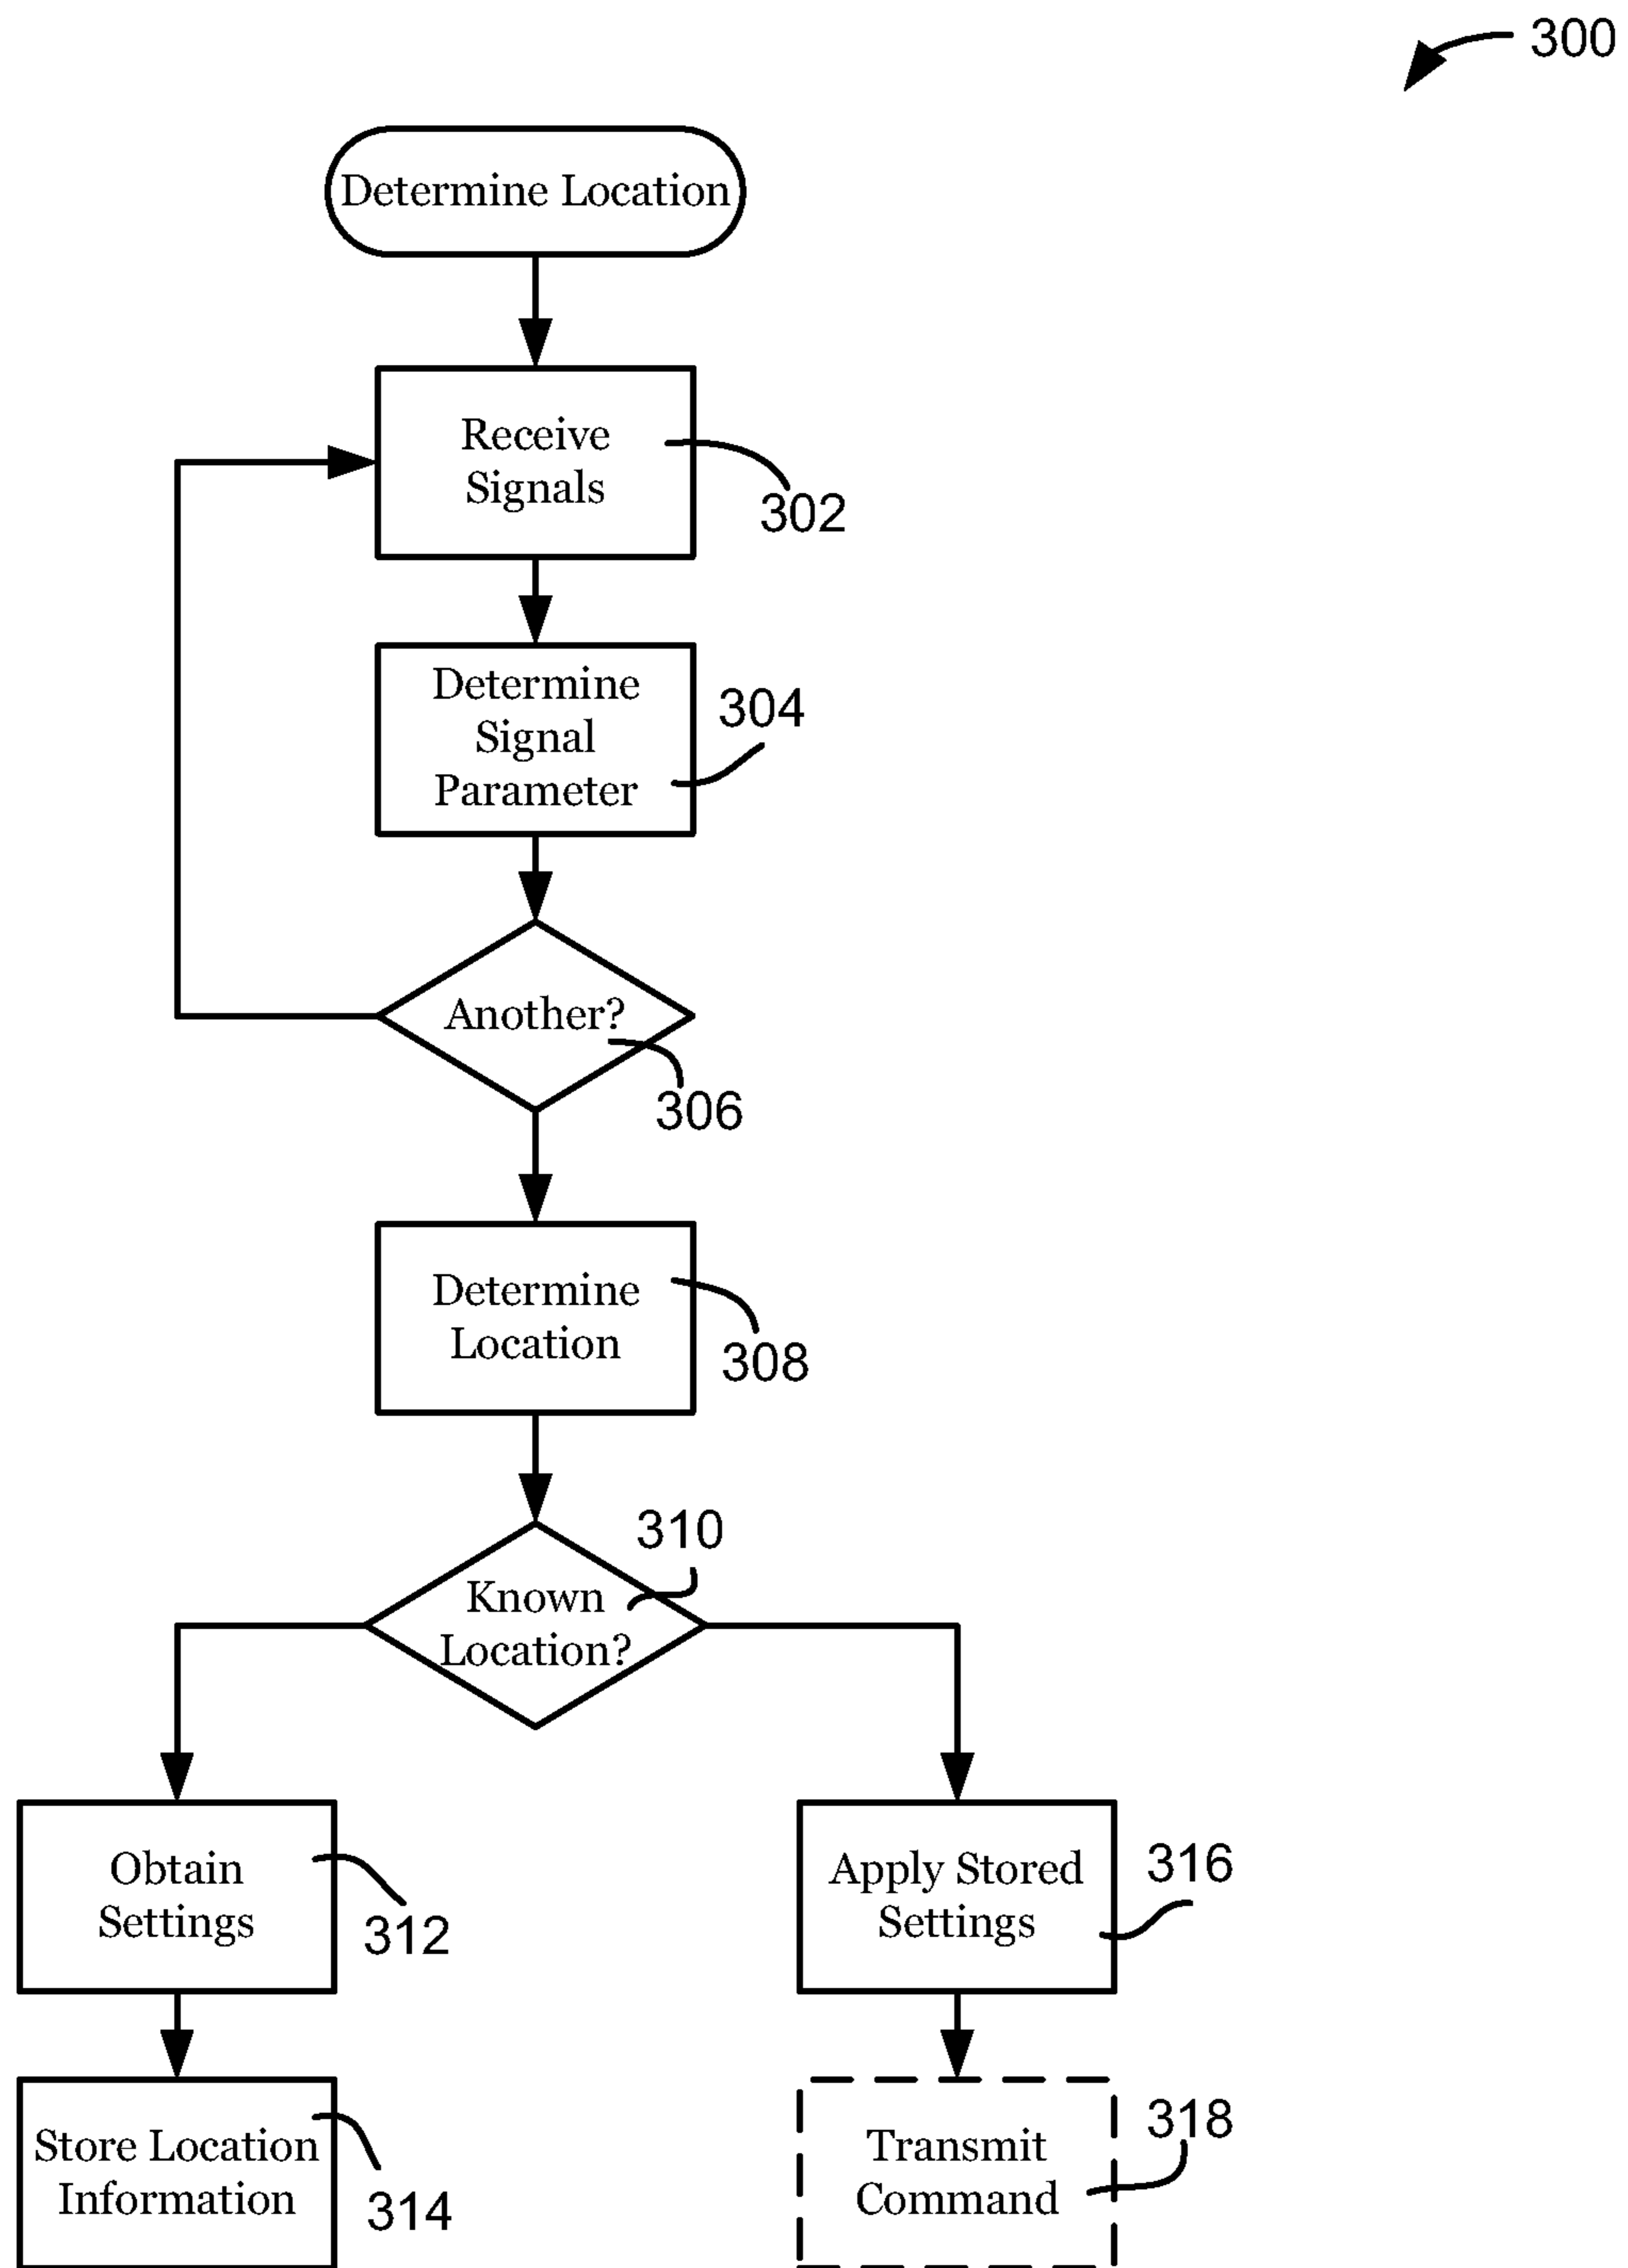 300
Determine Location
Receive
Signals
302
Determine
Signal
Parameter
304
Another?
306
Determine
Location
308
310
Known
Location?
Obtain
Settings
312
Apply Stored
Settings
316
Store Location
Information
314
Transmit
Command
318